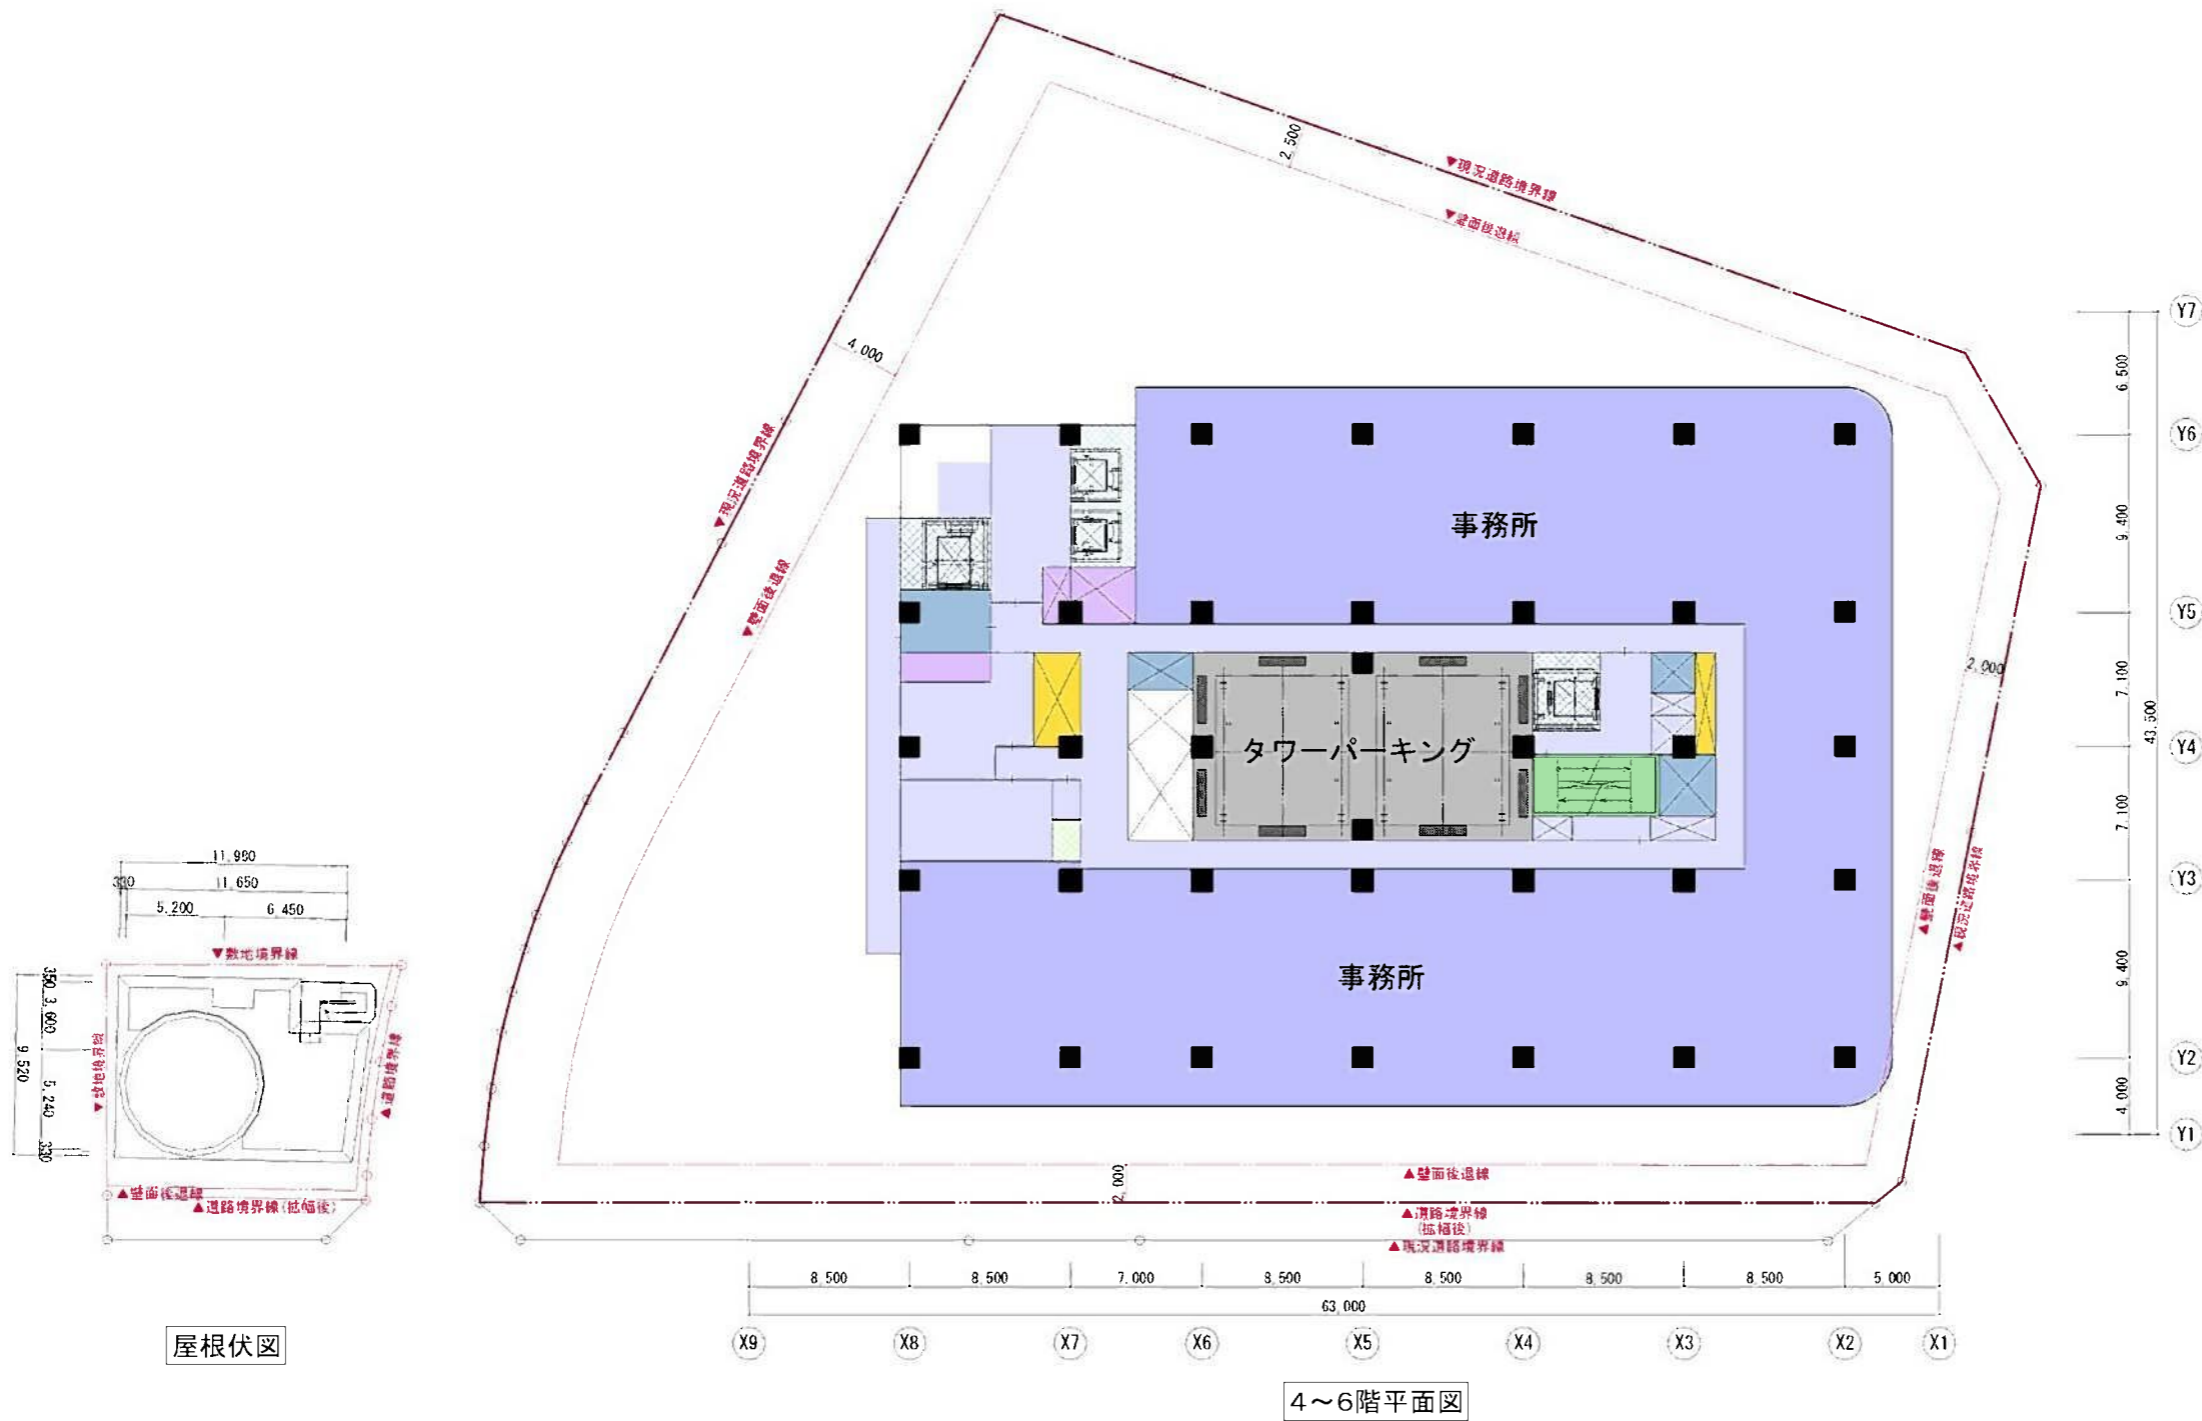 2,500
▼現況道路境界線
▼壁面後退線
4,000
▼現況道路境界線
▼壁面後退線
事務所
タワーパーキング
事務所
2,000
▲壁面後退線
▲現況道路境界線
Y7
6,500
Y6
9,400
Y5
7,100
43,500
Y4
7,100
Y3
9,400
Y2
4,000
Y1
2,000
▲壁面後退線
▲道路境界線
(拡幅後)
▲現況道路境界線
8,500 8,500 7,000 8,500 8,500 8,500 8,500 5,000
63,000
X9 X8 X7 X6 X5 X4 X3 X2 X1
4～6階平面図
11,980
330 11,650
5,200 6,450
▼敷地境界線
350
3,600
9,520
5,240
330
▼敷地境界線
▲道路境界線
▲壁面後退線
▲道路境界線(拡幅後)
屋根伏図